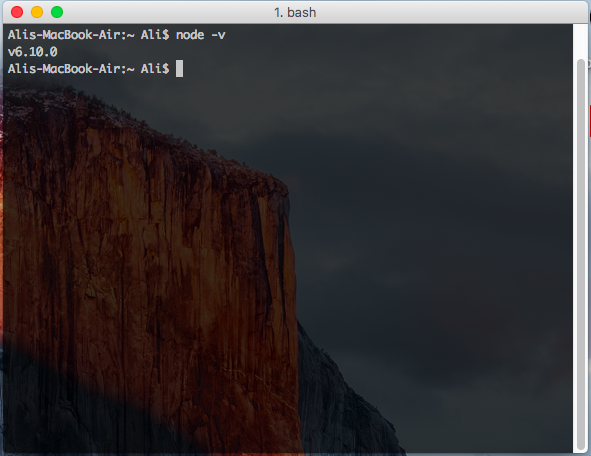 1. bash
Alis-MacBook-Air:~ Ali$ node -v
v6.10.0
Alis-MacBook-Air:~ Ali$